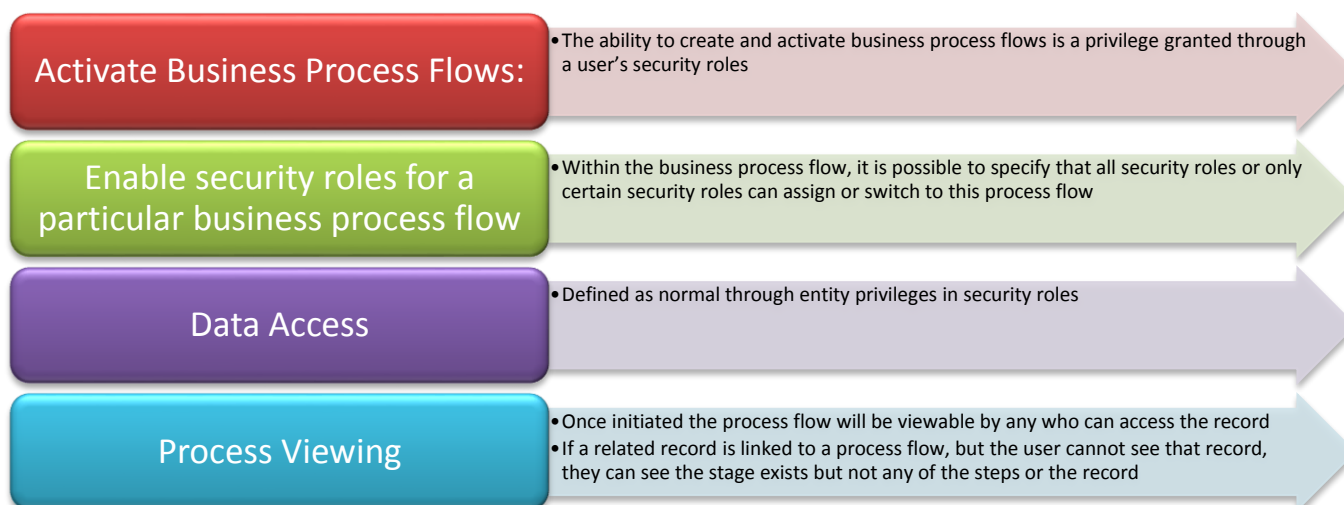 Activate Business Process Flows:
•The ability to create and activate business process flows is a privilege granted through
a user's security roles
Enable security roles for a
particular business process flow
•Within the business process flow, it is possible to specify that all security roles or only
certain security roles can assign or switch to this process flow
Data Access
•Defined as normal through entity privileges in security roles
Process Viewing
•Once initiated the process flow will be viewable by any who can access the record
•If a related record is linked to a process flow, but the user cannot see that record,
they can see the stage exists but not any of the steps or the record